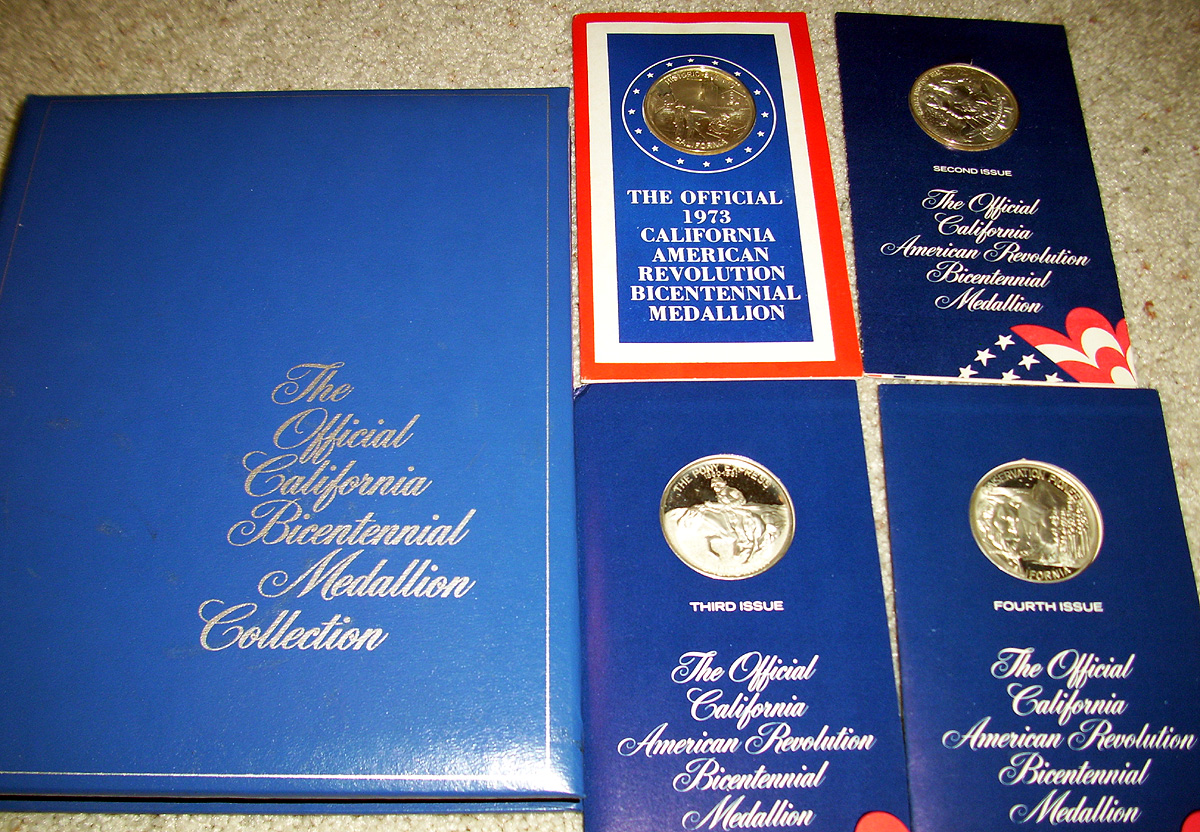 The
Official
California
Bicentennial
Medallion
Collection
CALIFORNIA
THE OFFICIAL
1973
CALIFORNIA
AMERICAN
REVOLUTION
BICENTENNIAL
MEDALLION
SECOND ISSUE
The Official
California
American Revolution
Bicentennial
Medallion
THE PONY EXPRESS
THIRD ISSUE
The Official
California
American Revolution
Bicentennial
Medallion
CALIFORNIA
FOURTH ISSUE
The Official
California
American Revolution
Bicentennial
Medallion